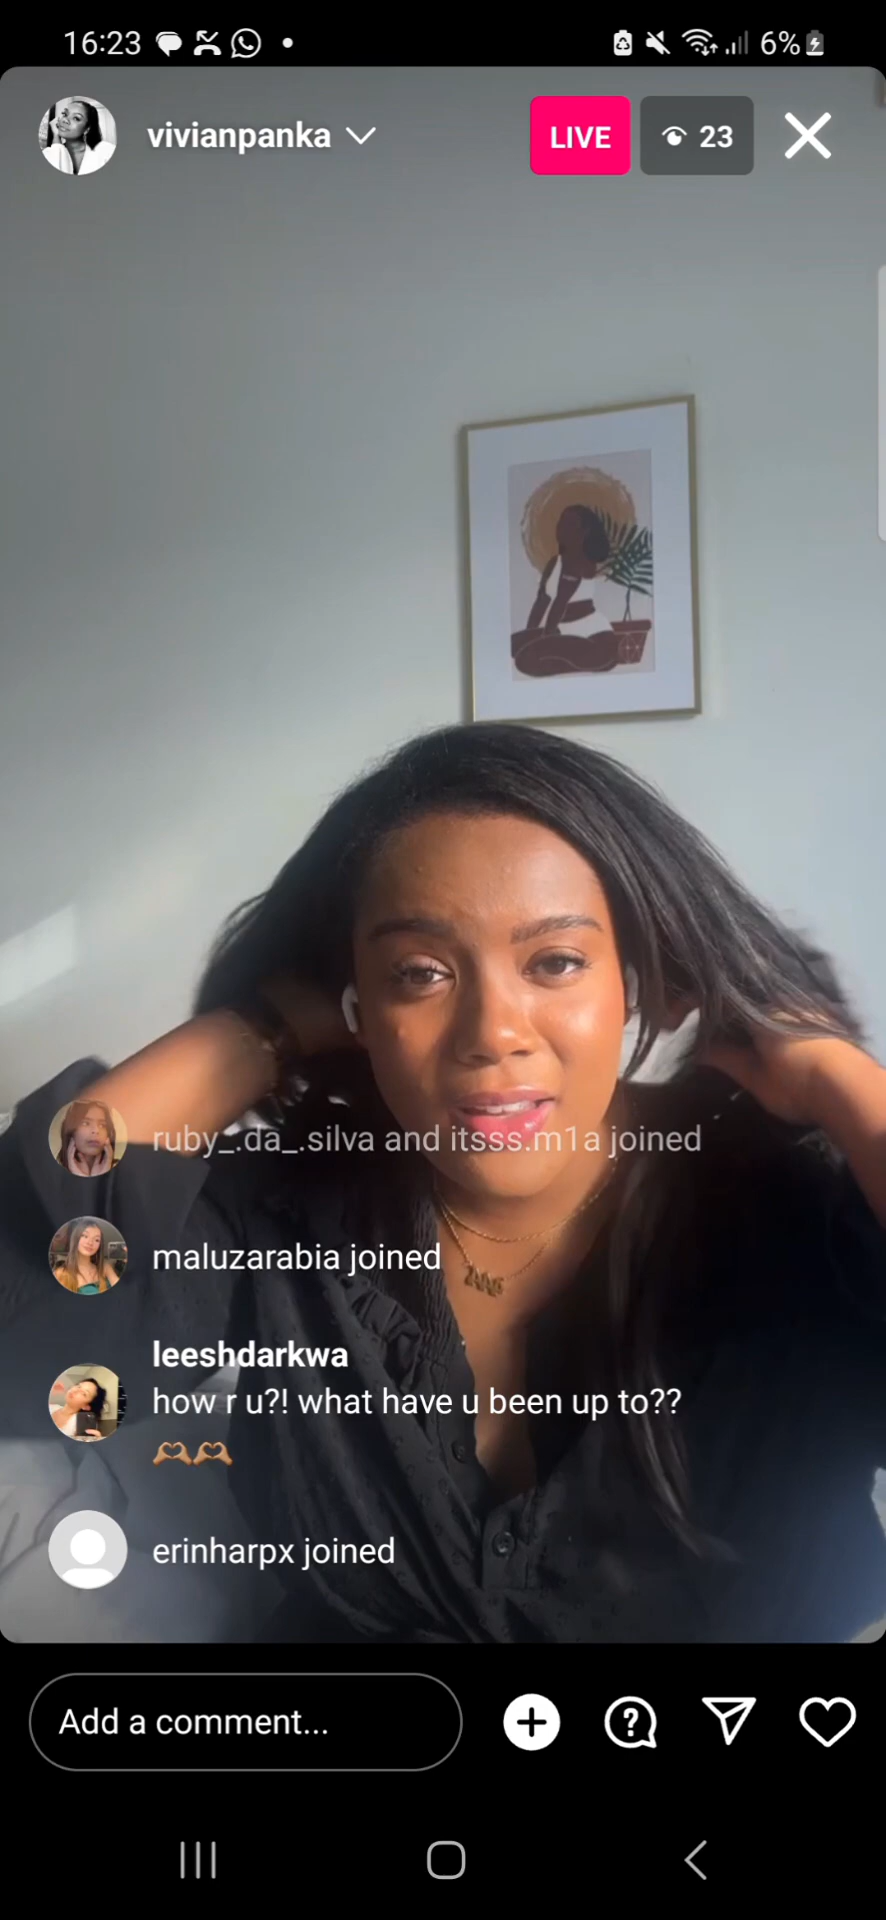 16:23
6%
vivianpanka
LIVE
23
ruby_.da_.silva and itsss.m1a joined
maluzarabia joined
leeshdarkwa
how r u?! what have u been up to??
🫶🏽🫶🏽
erinharpx joined
Add a comment...